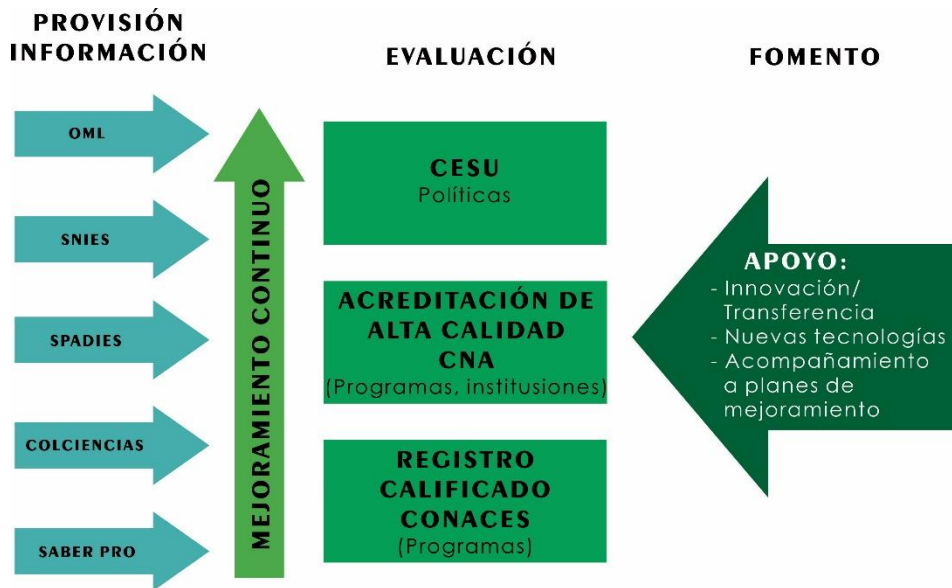 PROVISIÓN
INFORMACIÓN
OML
SNIES
SPADIES
COLCIENCIAS
SABER PRO
MEJORAMIENTO CONTINUO
EVALUACIÓN
CESU
Políticas
ACREDITACIÓN DE
ALTA CALIDAD
CNA
(Programas, institusiones)
REGISTRO
CALIFICADO
CONACES
(Programas)
FOMENTO
APOYO:
- Innovación/
Transferencia
- Nuevas tecnologías
- Acompañamiento
a planes de
mejoramiento